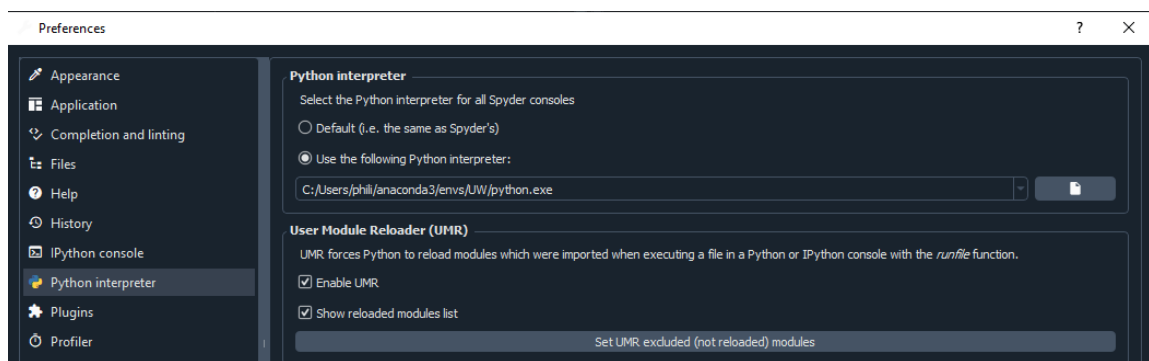 Preferences
?
Appearance
Application
Completion and linting
Files
Help
History
IPython console
Python interpreter
Plugins
Profiler
Python interpreter
Select the Python interpreter for all Spyder consoles
Default (i.e. the same as Spyder's)
Use the following Python interpreter:
C:/Users/phili/anaconda3/envs/UW/python.exe
User Module Reloader (UMR)
UMR forces Python to reload modules which were imported when executing a file in a Python or IPython console with the runfile function.
Enable UMR
Show reloaded modules list
Set UMR excluded (not reloaded) modules